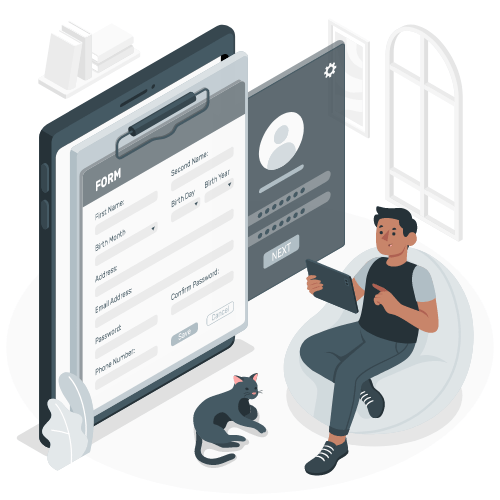 FORM
First Name:
Second Name:
Birth Month
Birth Day
Birth Year
Address:
Email Address:
Password:
Confirm Password:
Phone Number:
Save
Cancel
NEXT